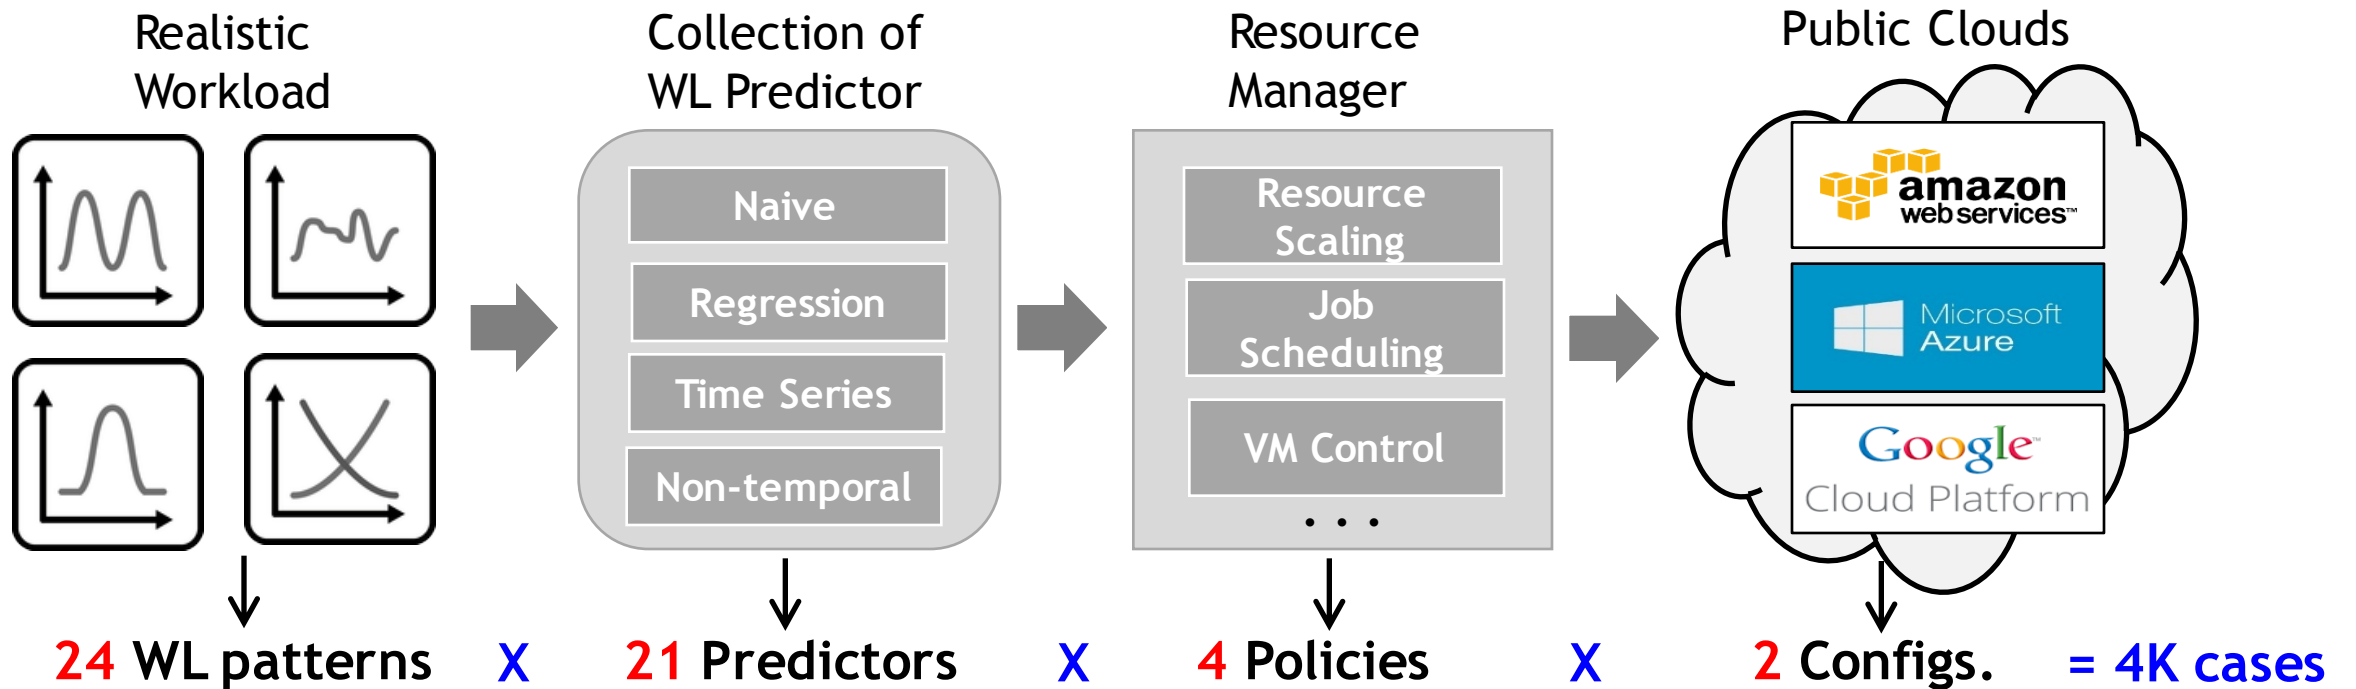 Realistic
Workload
Collection of
WL Predictor
Resource
Manager
Public Clouds
Naive
Regression
Time Series
Non-temporal
Resource
Scaling
Job
Scheduling
VM Control
...
amazon
web services™
Microsoft
Azure
Google™
Cloud Platform
24 WL patterns X 21 Predictors X 4 Policies X 2 Configs. = 4K cases